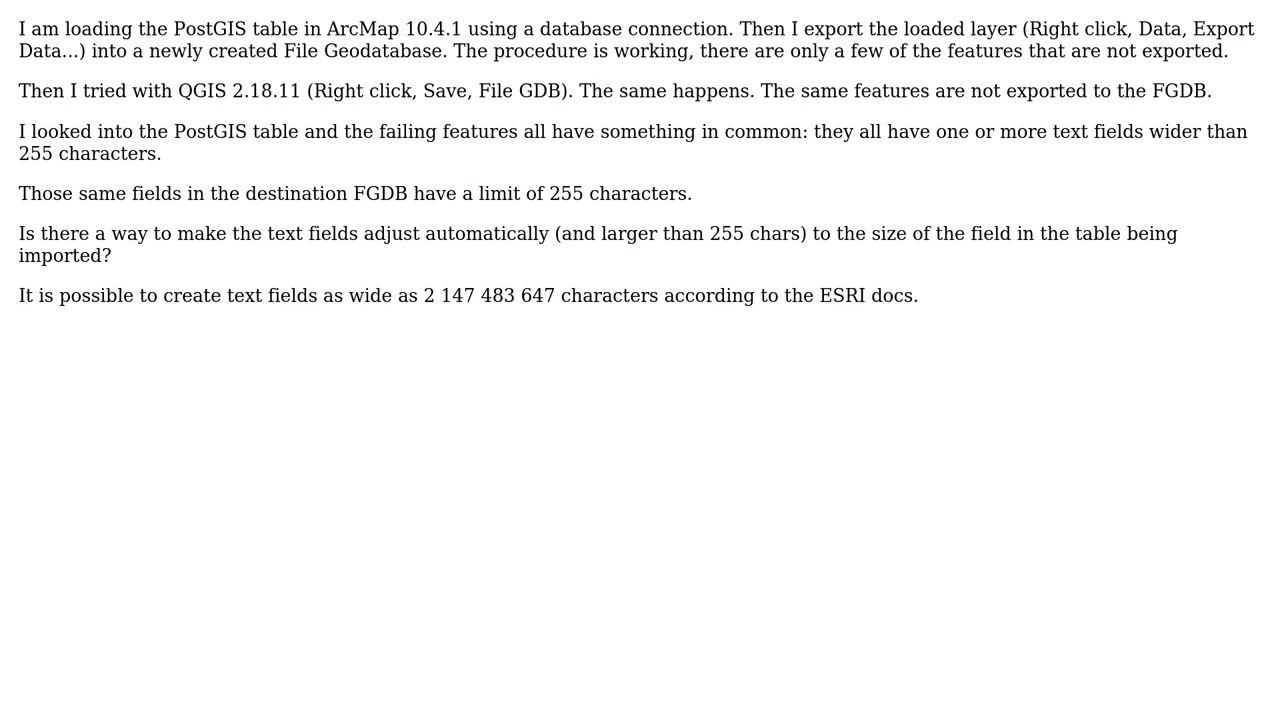 I am loading the PostGIS table in ArcMap 10.4.1 using a database connection. Then I export the loaded layer (Right click, Data, Export
Data...) into a newly created File Geodatabase. The procedure is working, there are only a few of the features that are not exported.
Then I tried with QGIS 2.18.11 (Right click, Save, File GDB). The same happens. The same features are not exported to the FGDB.
I looked into the PostGIS table and the failing features all have something in common: they all have one or more text fields wider than
255 characters.
Those same fields in the destination FGDB have a limit of 255 characters.
Is there a way to make the text fields adjust automatically (and larger than 255 chars) to the size of the field in the table being
imported?
It is possible to create text fields as wide as 2 147 483 647 characters according to the ESRI docs.